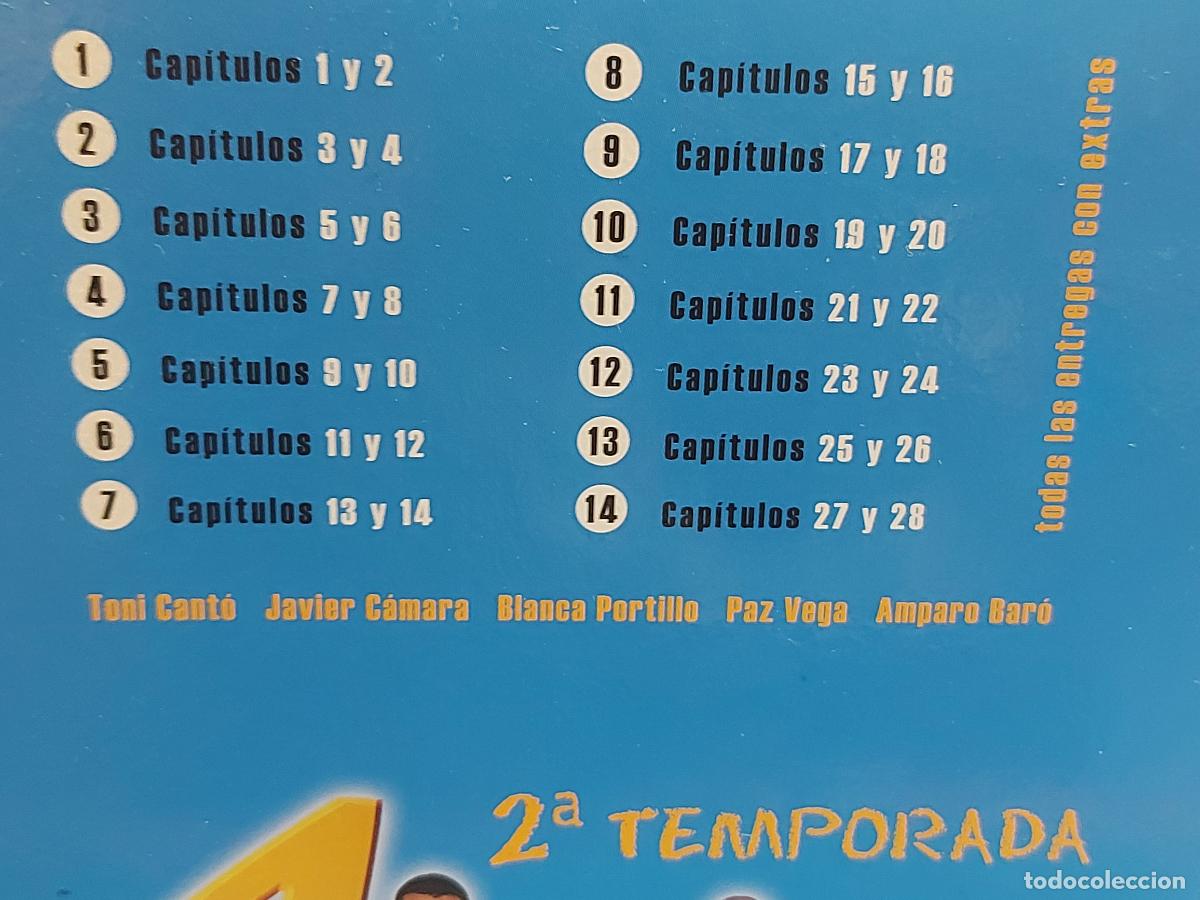 1 Capítulos 1 y 2
2 Capítulos 3 y 4
3 Capítulos 5 y 6
4 Capítulos 7 y 8
5 Capítulos 9 y 10
6 Capítulos 11 y 12
7 Capítulos 13 y 14
8 Capítulos 15 y 16
9 Capítulos 17 y 18
10 Capítulos 19 y 20
11 Capítulos 21 y 22
12 Capítulos 23 y 24
13 Capítulos 25 y 26
14 Capítulos 27 y 28
todas las entregas con extras
Toni Cantó Javier Cámara Blanca Portillo Paz Vega Amparo Baró
2ª TEMPORADA
todocoleccion